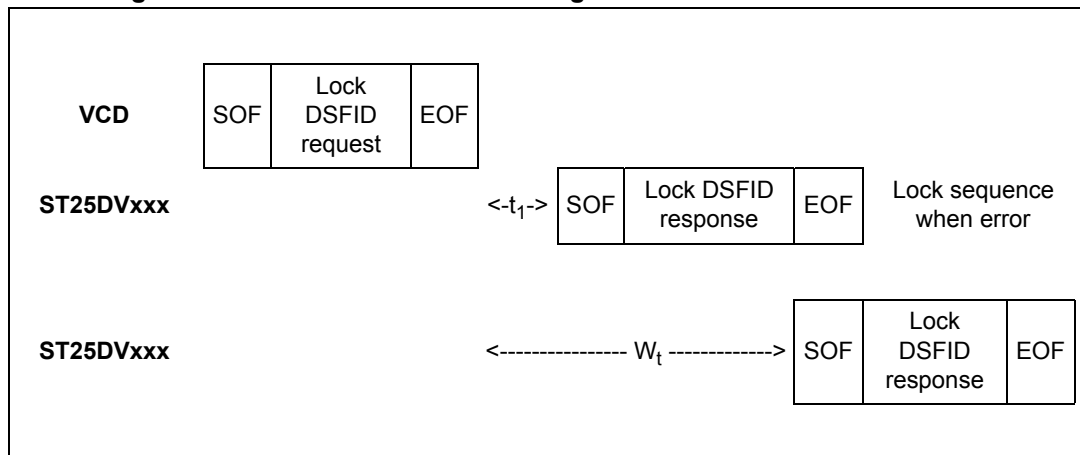 VCD SOF Lock DSFID request EOF
ST25DVxxx <-t₁-> SOF Lock DSFID response EOF Lock sequence when error
ST25DVxxx <---------------- Wₜ -------------> SOF Lock DSFID response EOF